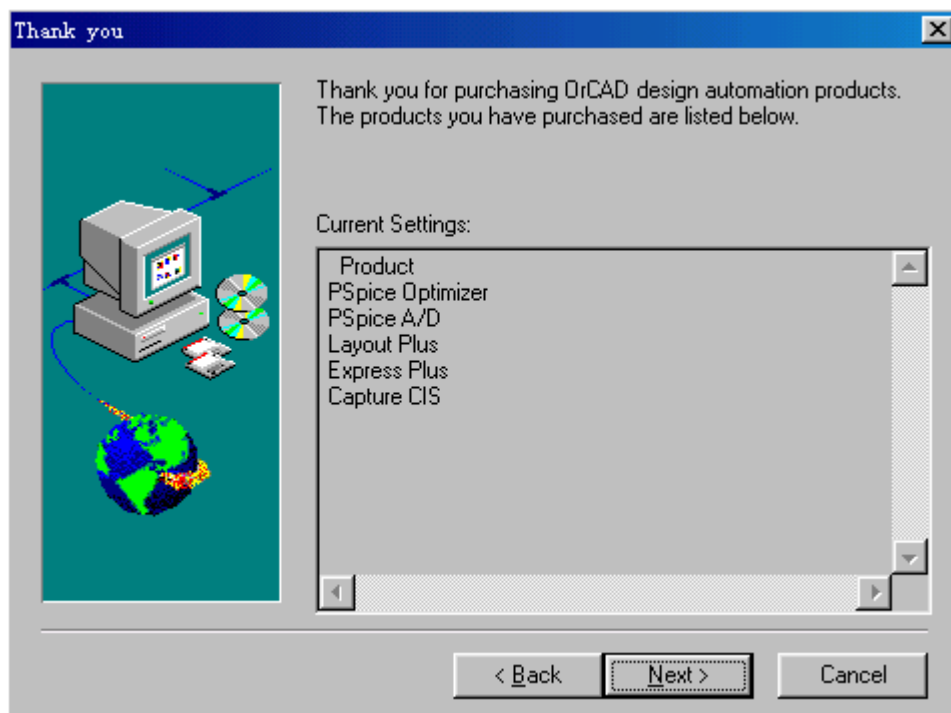 Thank you
Thank you for purchasing OrCAD design automation products.
The products you have purchased are listed below.
Current Settings:
Product
PSpice Optimizer
PSpice A/D
Layout Plus
Express Plus
Capture CIS
< Back
Next >
Cancel